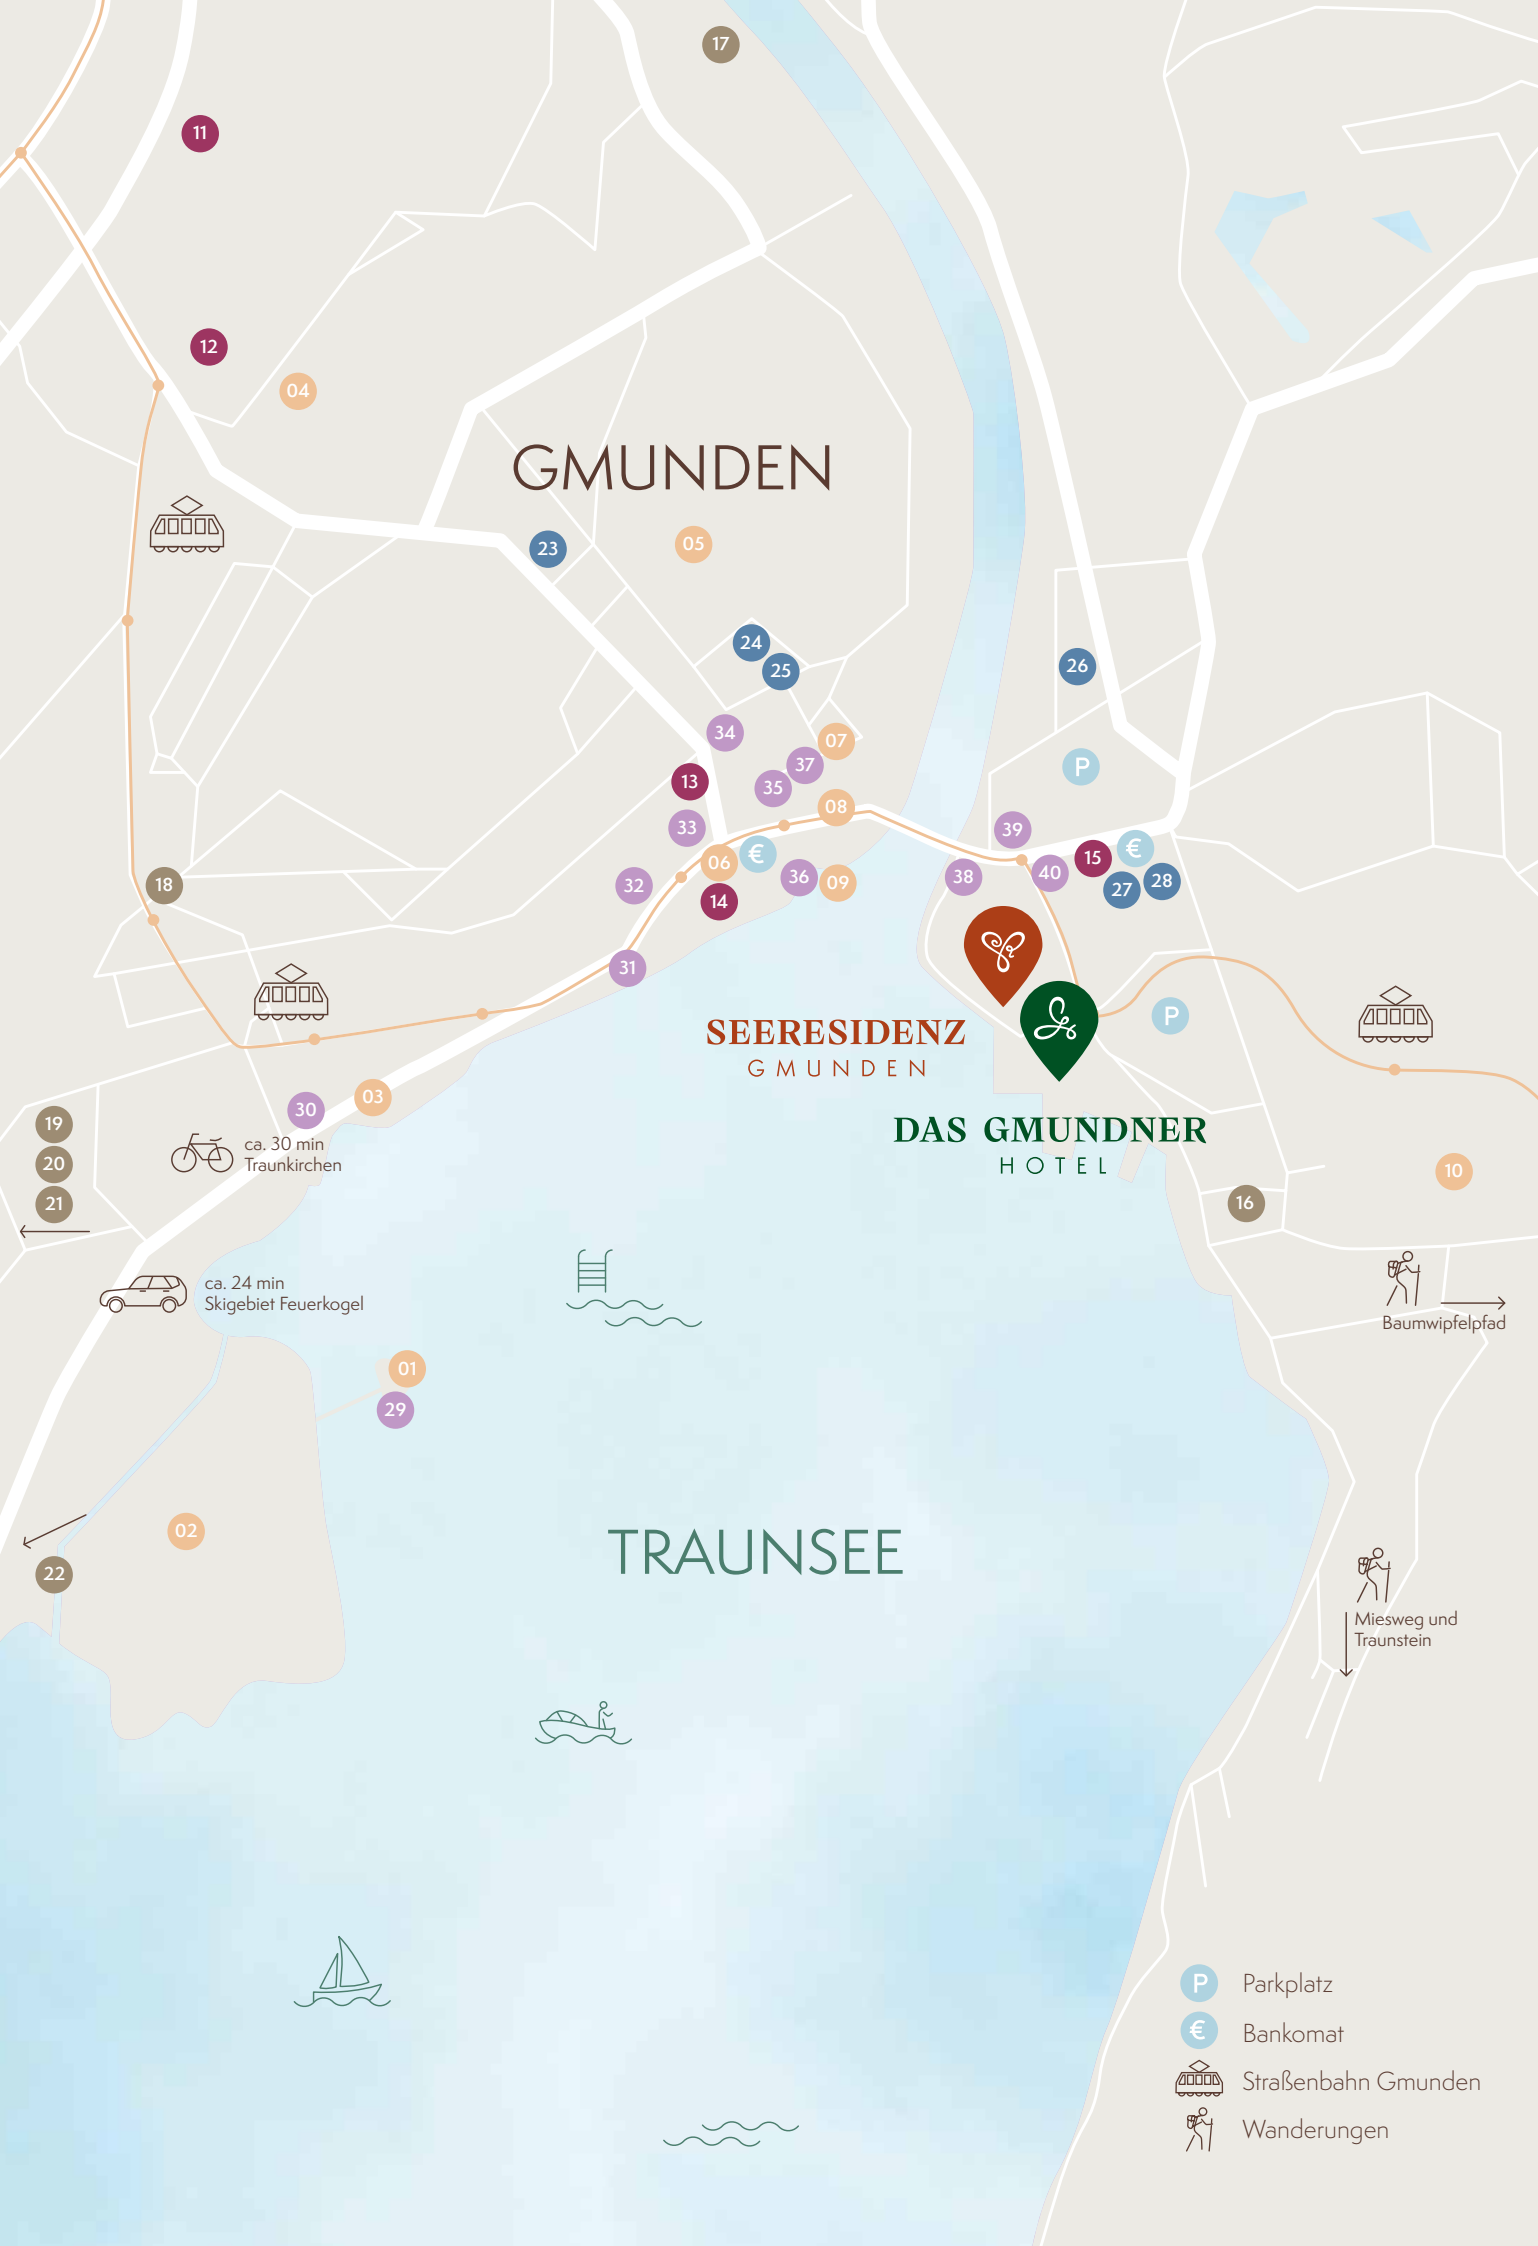 17
11
12
04
GMUNDEN
23
05
24
25
26
34
07
37
P
13
35
08
33
39
€
€
06
15
32
36
09
38
40
27
28
18
14
31
SEERESIDENZ
GMUNDEN
P
30
03
19
20
21
ca. 30 min
Traunkirchen
DAS GMUNDNER
HOTEL
10
16
ca. 24 min
Skigebiet Feuerkogel
Baumwipfelpfad
01
29
02
22
TRAUNSEE
Miesweg und
Traunstein
P Parkplatz
€ Bankomat
Straßenbahn Gmunden
Wanderungen